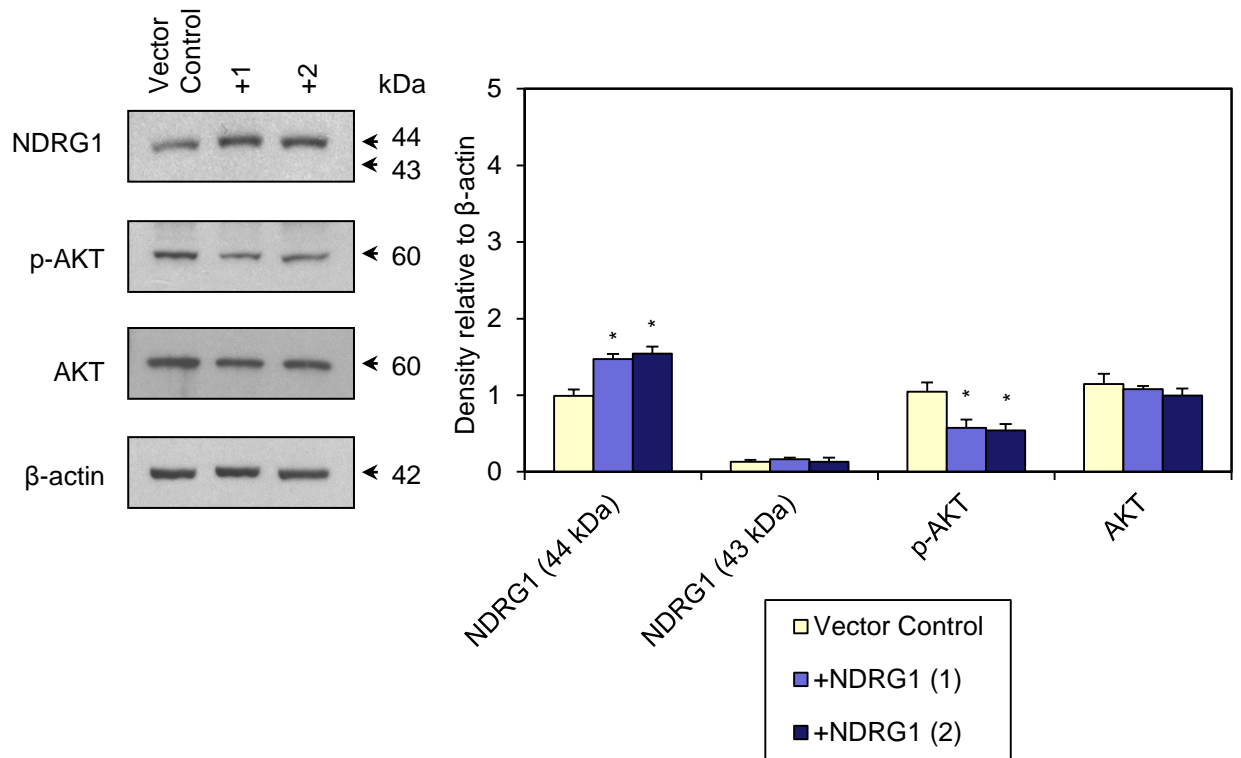 Vector
Control
+1
+2
kDa
NDRG1
44
43
p-AKT
60
AKT
60
β-actin
42
Density relative to β-actin
5
4
3
2
1
0
* *
* *
NDRG1 (44 kDa)
NDRG1 (43 kDa)
p-AKT
AKT
Vector Control
+NDRG1 (1)
+NDRG1 (2)